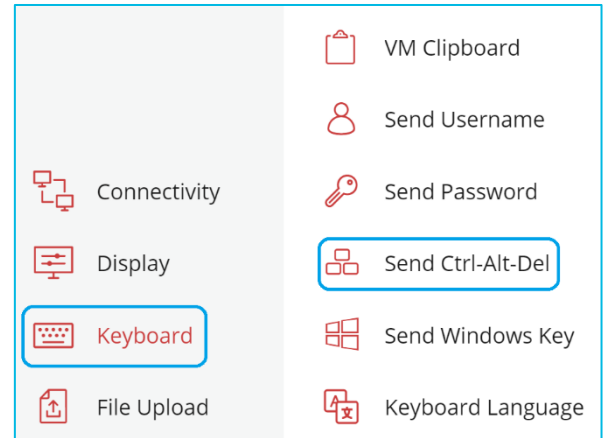 Connectivity
Display
Keyboard
File Upload
VM Clipboard
Send Username
Send Password
Send Ctrl-Alt-Del
Send Windows Key
Keyboard Language